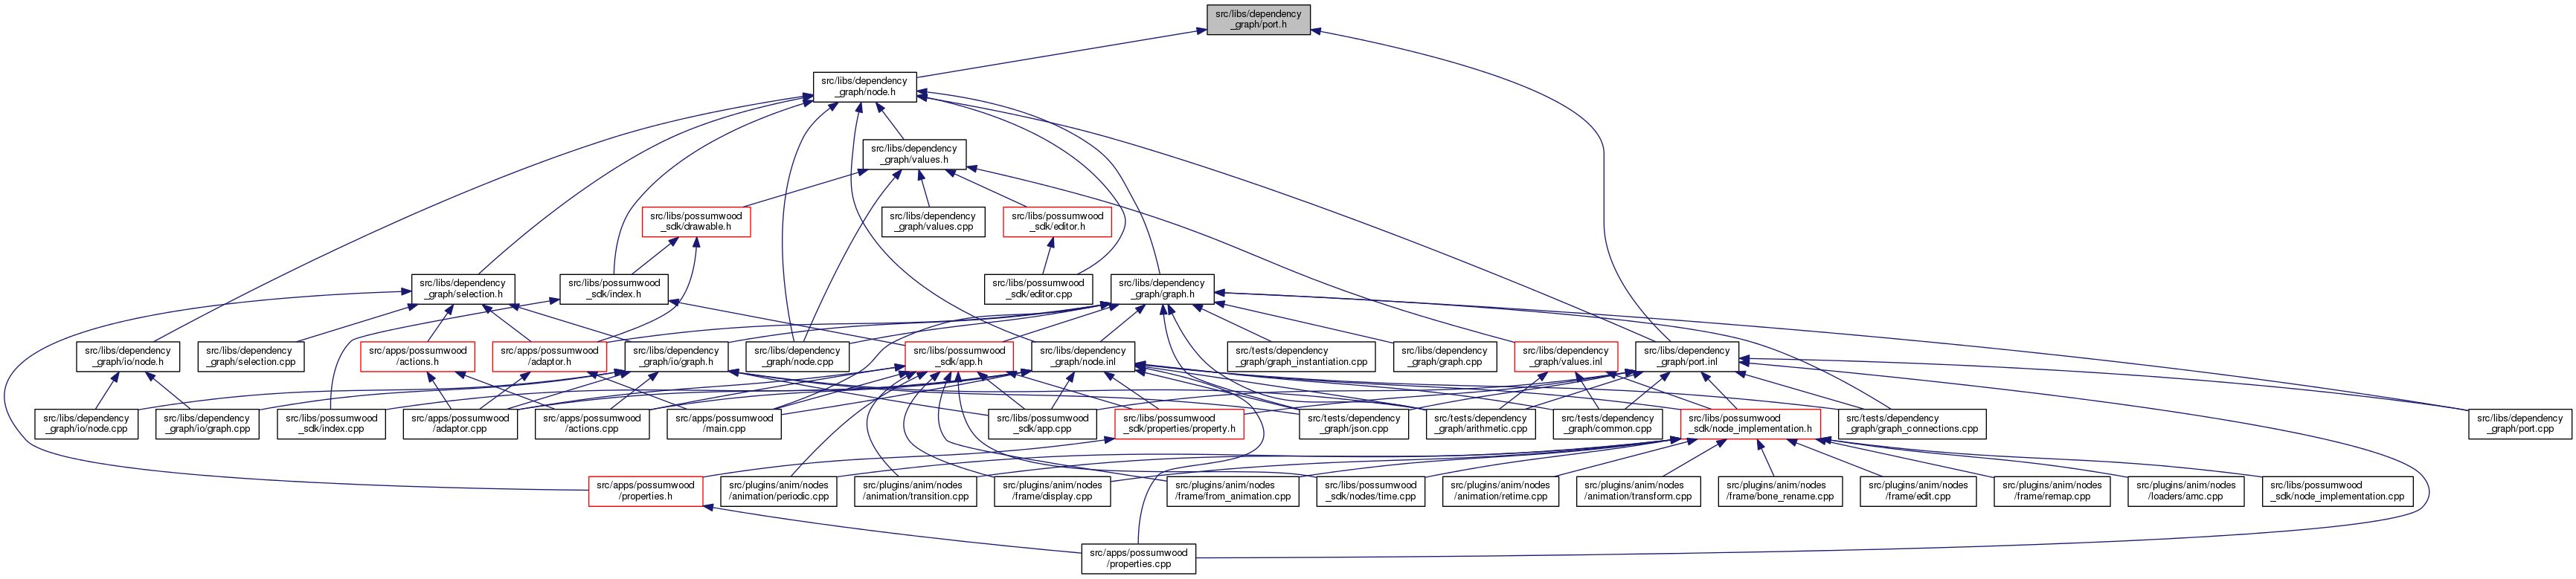 src/libs/dependency
_graph/port.h
src/libs/dependency
_graph/node.h
src/libs/dependency
_graph/values.h
src/libs/possumwood
_sdk/drawable.h
src/libs/dependency
_graph/values.cpp
src/libs/possumwood
_sdk/editor.h
src/libs/dependency
_graph/selection.h
src/libs/possumwood
_sdk/index.h
src/libs/possumwood
_sdk/editor.cpp
src/libs/dependency
_graph/graph.h
src/libs/dependency
_graph/io/node.h
src/libs/dependency
_graph/selection.cpp
src/apps/possumwood
/actions.h
src/apps/possumwood
/adaptor.h
src/libs/dependency
_graph/io/graph.h
src/libs/dependency
_graph/node.cpp
src/libs/possumwood
_sdk/app.h
src/libs/dependency
_graph/node.inl
src/tests/dependency
_graph/graph_instantiation.cpp
src/libs/dependency
_graph/graph.cpp
src/libs/dependency
_graph/values.inl
src/libs/dependency
_graph/port.inl
src/libs/dependency
_graph/io/node.cpp
src/libs/dependency
_graph/io/graph.cpp
src/libs/possumwood
_sdk/index.cpp
src/apps/possumwood
/adaptor.cpp
src/apps/possumwood
/actions.cpp
src/apps/possumwood
/main.cpp
src/libs/possumwood
_sdk/app.cpp
src/libs/possumwood
_sdk/properties/property.h
src/tests/dependency
_graph/json.cpp
src/tests/dependency
_graph/arithmetic.cpp
src/tests/dependency
_graph/common.cpp
src/libs/possumwood
_sdk/node_implementation.h
src/tests/dependency
_graph/graph_connections.cpp
src/libs/dependency
_graph/port.cpp
src/apps/possumwood
/properties.h
src/plugins/anim/nodes
/animation/periodic.cpp
src/plugins/anim/nodes
/animation/transition.cpp
src/plugins/anim/nodes
/frame/display.cpp
src/plugins/anim/nodes
/frame/from_animation.cpp
src/libs/possumwood
_sdk/nodes/time.cpp
src/plugins/anim/nodes
/animation/retime.cpp
src/plugins/anim/nodes
/animation/transform.cpp
src/plugins/anim/nodes
/frame/bone_rename.cpp
src/plugins/anim/nodes
/frame/edit.cpp
src/plugins/anim/nodes
/frame/remap.cpp
src/plugins/anim/nodes
/loaders/amc.cpp
src/libs/possumwood
_sdk/node_implementation.cpp
src/apps/possumwood
/properties.cpp